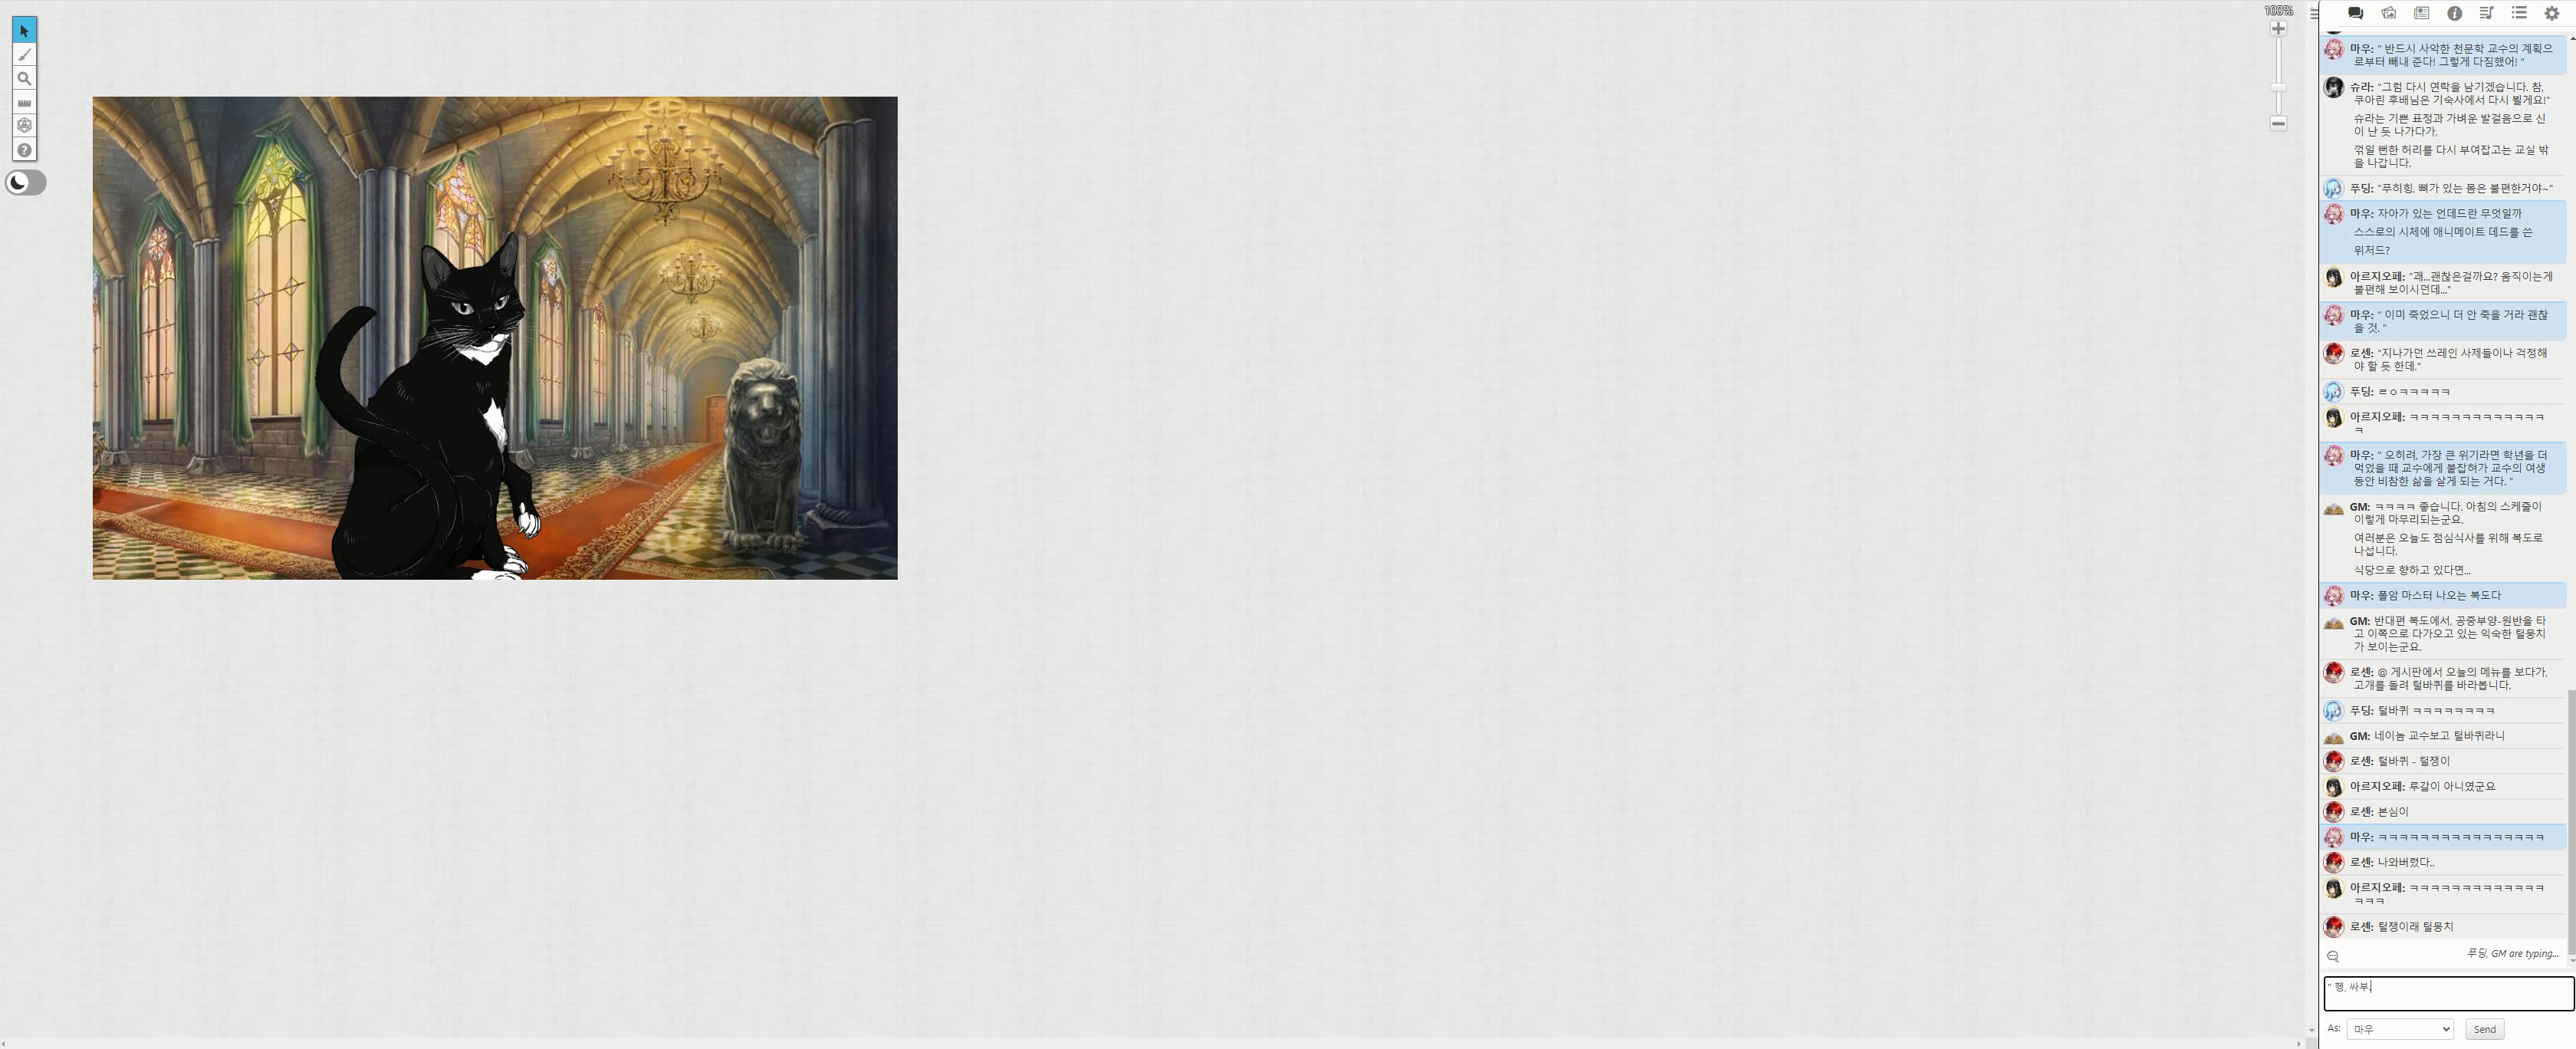 100%
마우: " 반드시 사악한 천문학 교수의 계획으
로부터 빼내 준다! 그렇게 다짐했어! "
슈라: "그럼 다시 연락을 남기겠습니다. 참,
쿠아린 후배님은 기숙사에서 다시 뵐게요!"
슈라는 기쁜 표정과 가벼운 발걸음으로 신
이 난 듯 나가다가,
꺾일 뻔한 허리를 다시 부여잡고는 교실 밖
을 나갑니다.
푸딩: "푸히힝, 뼈가 있는 몸은 불편한거야~"
마우: 자아가 있는 언데드란 무엇일까
스스로의 시체에 애니메이트 데드를 쓴
위저드?
아르지오페: "괘...괜찮은걸까요? 움직이는게
불편해 보이시던데..."
마우: " 이미 죽었으니 더 안 죽을 거라 괜찮
을 것. "
로센: "지나가던 쓰레인 사제들이나 걱정해
야 할 듯 한데."
푸딩: ㄹㅇㅋㅋㅋㅋㅋ
아르지오페: ㅋㅋㅋㅋㅋㅋㅋㅋㅋㅋㅋㅋㅋ
ㅋ
마우: " 오히려, 가장 큰 위기라면 학년을 더
먹었을 때 교수에게 붙잡혀가 교수의 여생
동안 비참한 삶을 살게 되는 거다. "
GM: ㅋㅋㅋㅋ 좋습니다. 아침의 스케줄이
이렇게 마무리되는군요.
여러분은 오늘도 점심식사를 위해 복도로
나섭니다.
식당으로 향하고 있다면...
마우: 폴암 마스터 나오는 복도다
GM: 반대편 복도에서, 공중부양-원반을 타
고 이쪽으로 다가오고 있는 익숙한 털뭉치
가 보이는군요.
로센: @ 게시판에서 오늘의 메뉴를 보다가,
고개를 돌려 털바퀴를 바라봅니다.
푸딩: 털바퀴 ㅋㅋㅋㅋㅋㅋㅋㅋ
GM: 네이놈 교수보고 털바퀴라니
로센: 털바퀴 - 털쟁이
아르지오페: 루갈이 아니였군요
로센: 본심이
마우: ㅋㅋㅋㅋㅋㅋㅋㅋㅋㅋㅋㅋㅋㅋㅋㅋ
로센: 나와버렸다..
아르지오페: ㅋㅋㅋㅋㅋㅋㅋㅋㅋㅋㅋㅋㅋ
ㅋㅋㅋ
로센: 털쟁이래 털뭉치
푸딩, GM are typing...
" 헹, 싸부,
As: 마우 Send